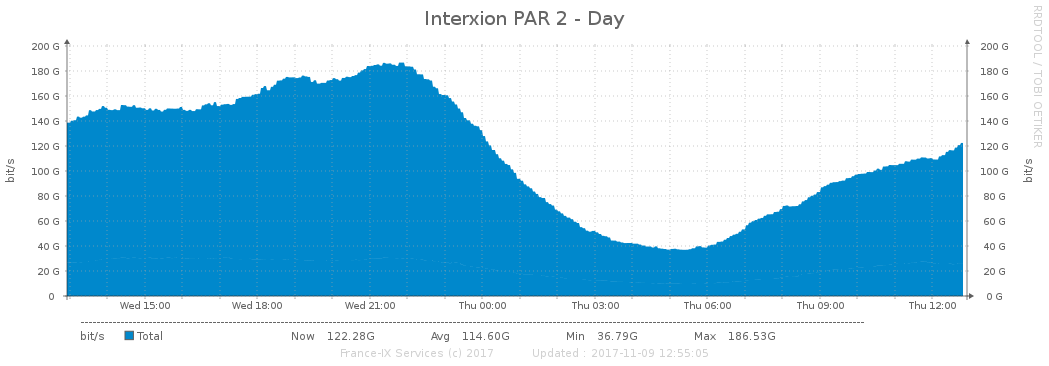 Interxion PAR 2 - Day
RRDTOOL / TOBI OETIKER
200 G 200 G
180 G 180 G
160 G 160 G
140 G 140 G
120 G 120 G
100 G 100 G
80 G 80 G
60 G 60 G
40 G 40 G
20 G 20 G
0 0 G
bit/s
bit/s
Wed 15:00 Wed 18:00 Wed 21:00 Thu 00:00 Thu 03:00 Thu 06:00 Thu 09:00 Thu 12:00
bit/s Total Now 122.28G Avg 114.60G Min 36.79G Max 186.53G
France-IX Services (c) 2017 Updated : 2017-11-09 12:55:05